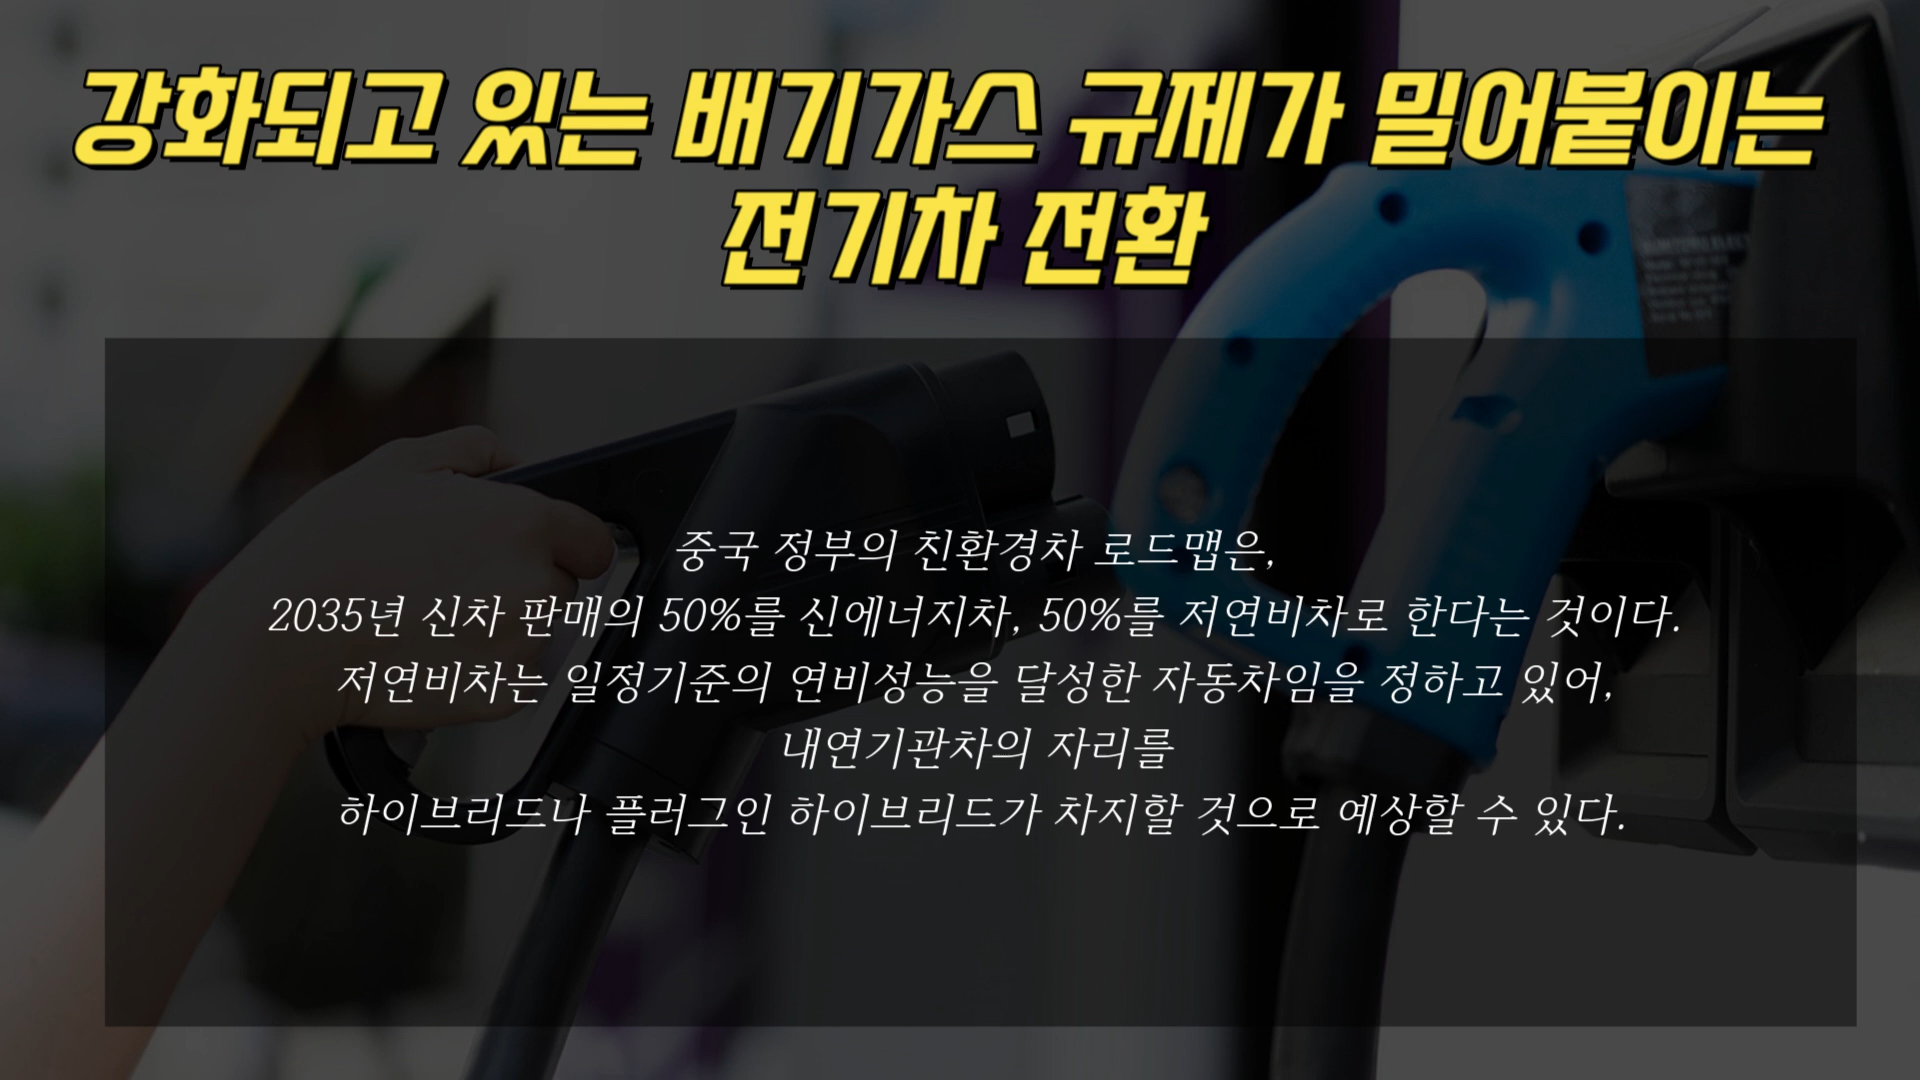 강화되고 있는 배기가스 규제가 밀어붙이는
전기차 전환
중국 정부의 친환경차 로드맵은,
2035년 신차 판매의 50%를 신에너지차, 50%를 저연비차로 한다는 것이다.
저연비차는 일정기준의 연비성능을 달성한 자동차임을 정하고 있어,
내연기관차의 자리를
하이브리드나 플러그인 하이브리드가 차지할 것으로 예상할 수 있다.